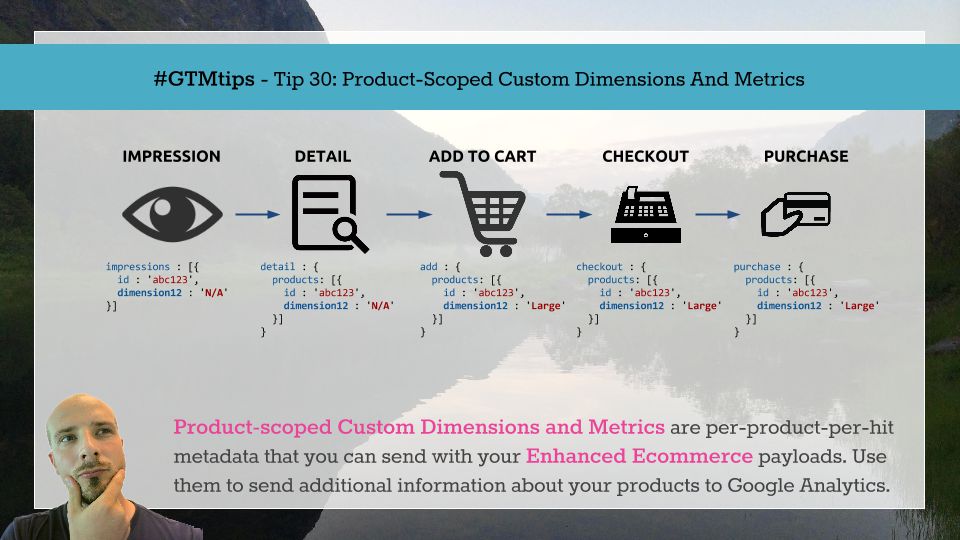 #GTMtips - Tip 30: Product-Scoped Custom Dimensions And Metrics
IMPRESSION
DETAIL
ADD TO CART
CHECKOUT
PURCHASE
impressions : [{
id : 'abc123',
dimension12 : 'N/A'
}]
detail : {
products: [{
id : 'abc123',
dimension12 : 'N/A'
}]
}
add : {
products: [{
id : 'abc123',
dimension12 : 'Large'
}]
}
checkout : {
products: [{
id : 'abc123',
dimension12 : 'Large'
}]
}
purchase : {
products: [{
id : 'abc123',
dimension12 : 'Large'
}]
}
Product-scoped Custom Dimensions and Metrics are per-product-per-hit
metadata that you can send with your Enhanced Ecommerce payloads. Use
them to send additional information about your products to Google Analytics.